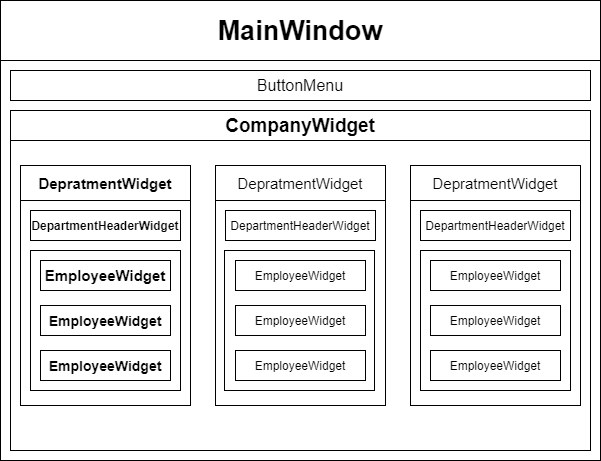 MainWindow
ButtonMenu
CompanyWidget
DepratmentWidget
DepartmentHeaderWidget
EmployeeWidget
EmployeeWidget
EmployeeWidget
DepratmentWidget
DepartmentHeaderWidget
EmployeeWidget
EmployeeWidget
EmployeeWidget
DepratmentWidget
DepartmentHeaderWidget
EmployeeWidget
EmployeeWidget
EmployeeWidget